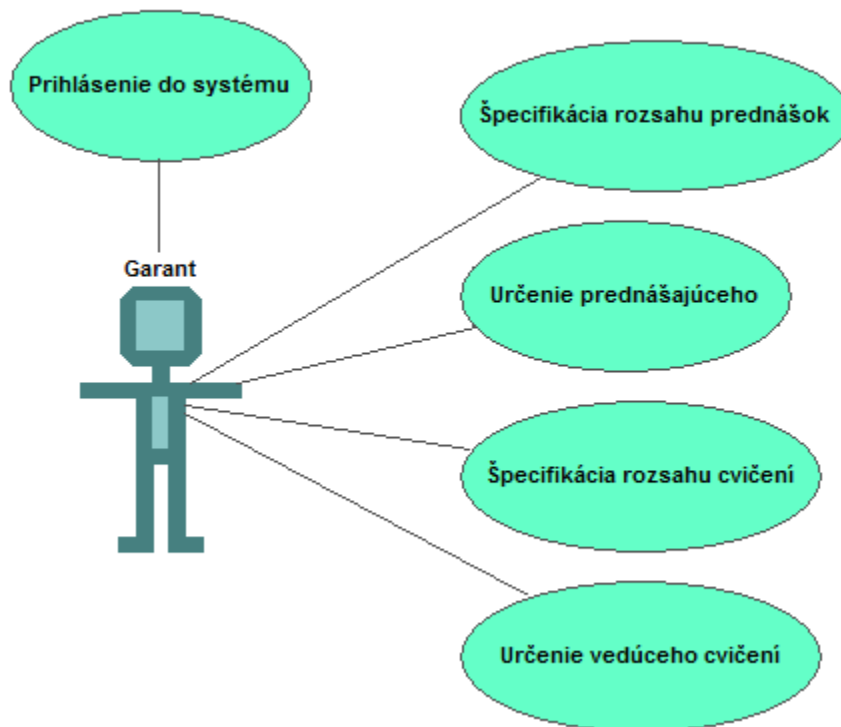 Prihlásenie do systému
Špecifikácia rozsahu prednášok
Garant
Určenie prednášajúceho
Špecifikácia rozsahu cvičení
Určenie vedúceho cvičení